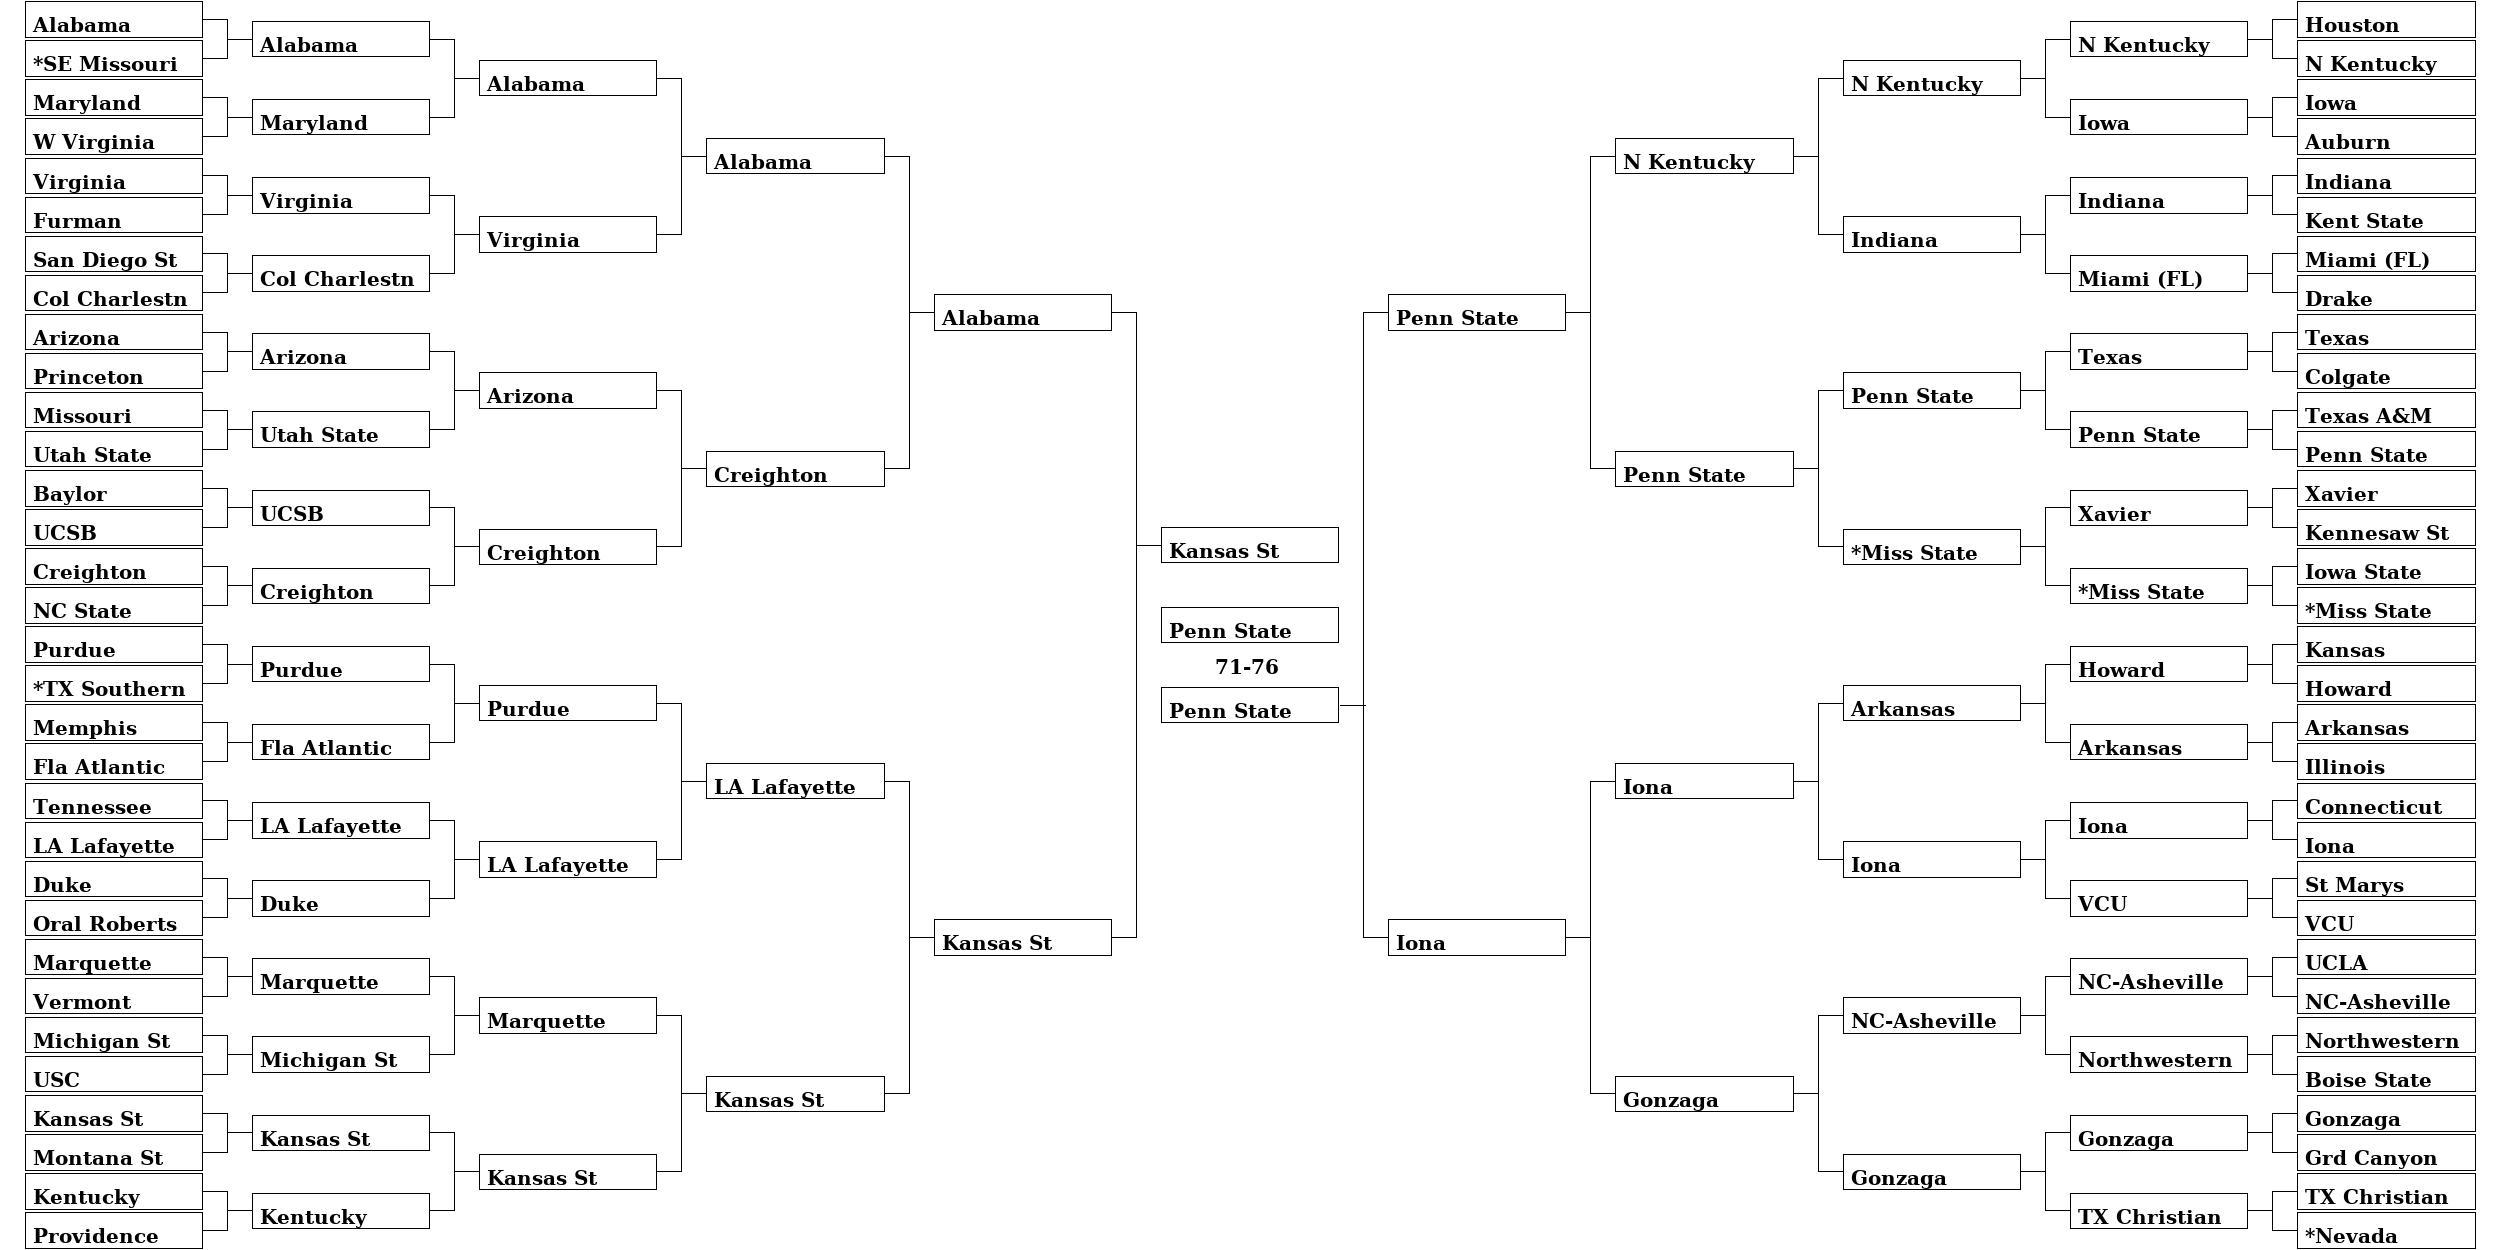 Alabama
*SE Missouri
Maryland
W Virginia
Virginia
Furman
San Diego St
Col Charlestn
Arizona
Princeton
Missouri
Utah State
Baylor
UCSB
Creighton
NC State
Purdue
*TX Southern
Memphis
Fla Atlantic
Tennessee
LA Lafayette
Duke
Oral Roberts
Marquette
Vermont
Michigan St
USC
Kansas St
Montana St
Kentucky
Providence
Alabama
Maryland
Virginia
Col Charlestn
Arizona
Utah State
UCSB
Creighton
Purdue
Fla Atlantic
LA Lafayette
Duke
Marquette
Michigan St
Kansas St
Kentucky
Alabama
Virginia
Arizona
Creighton
Purdue
LA Lafayette
Marquette
Kansas St
Alabama
Creighton
LA Lafayette
Kansas St
Alabama
Kansas St
Kansas St
Penn State
71-76
Penn State
Penn State
Iona
N Kentucky
Penn State
Iona
Gonzaga
N Kentucky
Indiana
Penn State
*Miss State
Arkansas
Iona
NC-Asheville
Gonzaga
N Kentucky
Iowa
Indiana
Miami (FL)
Texas
Penn State
Xavier
*Miss State
Howard
Arkansas
Iona
VCU
NC-Asheville
Northwestern
Gonzaga
TX Christian
Houston
N Kentucky
Iowa
Auburn
Indiana
Kent State
Miami (FL)
Drake
Texas
Colgate
Texas A&M
Penn State
Xavier
Kennesaw St
Iowa State
*Miss State
Kansas
Howard
Arkansas
Illinois
Connecticut
Iona
St Marys
VCU
UCLA
NC-Asheville
Northwestern
Boise State
Gonzaga
Grd Canyon
TX Christian
*Nevada